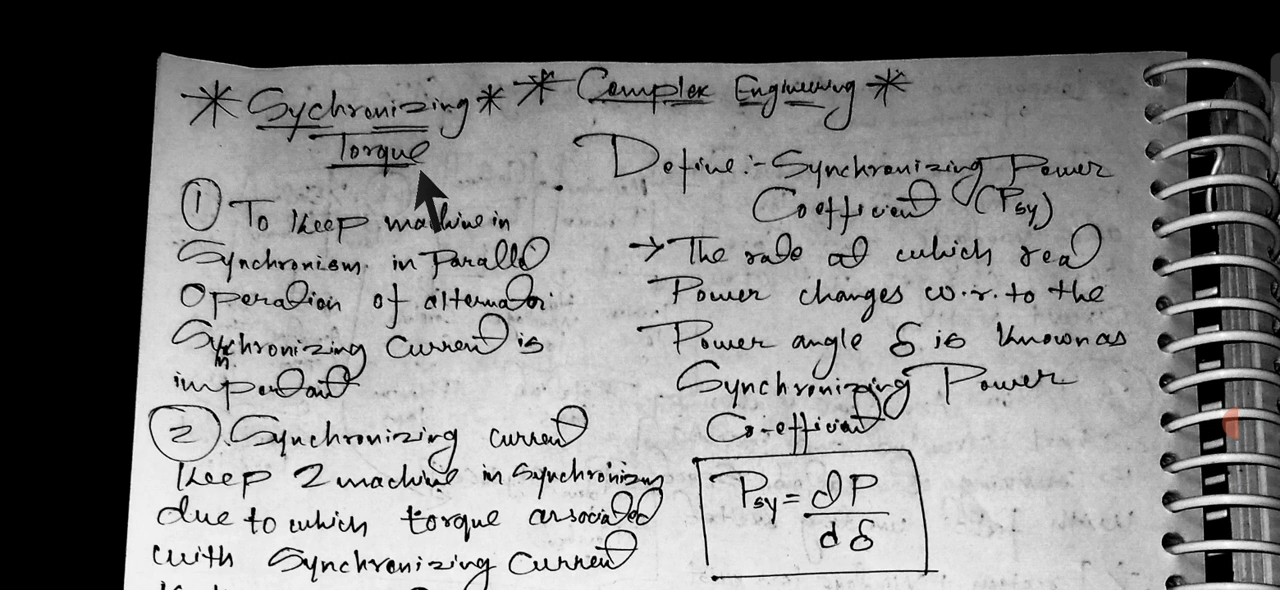 * Sychronizing *
Torque
① To keep machine in
Synchronism in Parallel
Operation of alternator
Sychronizing Current is
important
② Synchronizing current
Keep 2 machine in Synchronizm
due to which torque associated
with Synchronizing Current
* Complex Engineering *
Define:- Synchronizing Power
Coefficient (Psy)
→ The rate at which real
Power changes w.r. to the
Power angle δ is known as
Synchronizing Power
Co-efficient
Psy = dP
dδ